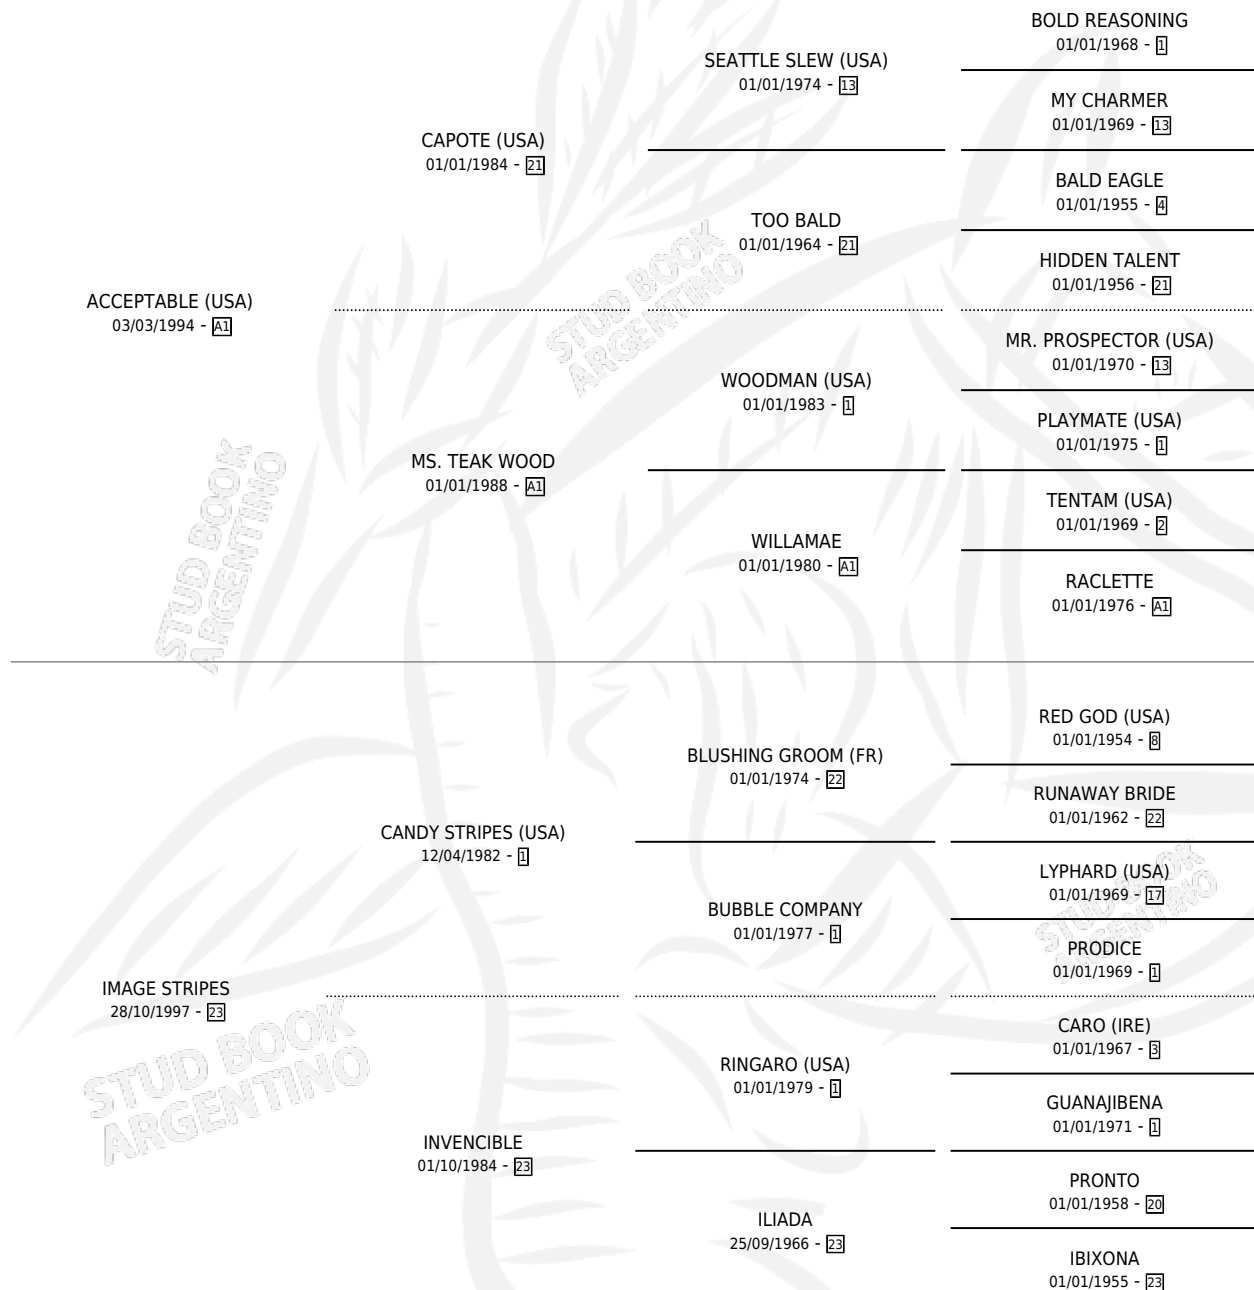 BOLD REASONING
01/01/1968 - 1
SEATTLE SLEW (USA)
01/01/1974 - 13
MY CHARMER
01/01/1969 - 13
CAPOTE (USA)
01/01/1984 - 21
BALD EAGLE
01/01/1955 - 4
TOO BALD
01/01/1964 - 21
HIDDEN TALENT
01/01/1956 - 21
ACCEPTABLE (USA)
03/03/1994 - A1
MR. PROSPECTOR (USA)
01/01/1970 - 13
WOODMAN (USA)
01/01/1983 - 1
PLAYMATE (USA)
01/01/1975 - 1
MS. TEAK WOOD
01/01/1988 - A1
TENTAM (USA)
01/01/1969 - 2
WILLAMAE
01/01/1980 - A1
RACLETTE
01/01/1976 - A1
RED GOD (USA)
01/01/1954 - 8
BLUSHING GROOM (FR)
01/01/1974 - 22
RUNAWAY BRIDE
01/01/1962 - 22
CANDY STRIPES (USA)
12/04/1982 - 1
LYPHARD (USA)
01/01/1969 - 17
BUBBLE COMPANY
01/01/1977 - 1
PRODICE
01/01/1969 - 1
IMAGE STRIPES
28/10/1997 - 23
CARO (IRE)
01/01/1967 - 3
RINGARO (USA)
01/01/1979 - 1
GUANAJIBENA
01/01/1971 - 1
INVENCIBLE
01/10/1984 - 23
PRONTO
01/01/1958 - 20
ILIADA
25/09/1966 - 23
IBIXONA
01/01/1955 - 23
STUD BOOK
ARGENTINO
STUD BOOK
ARGENTINO
STUD BOOK
ARGENTINO
STUD BOOK
ARGENTINO